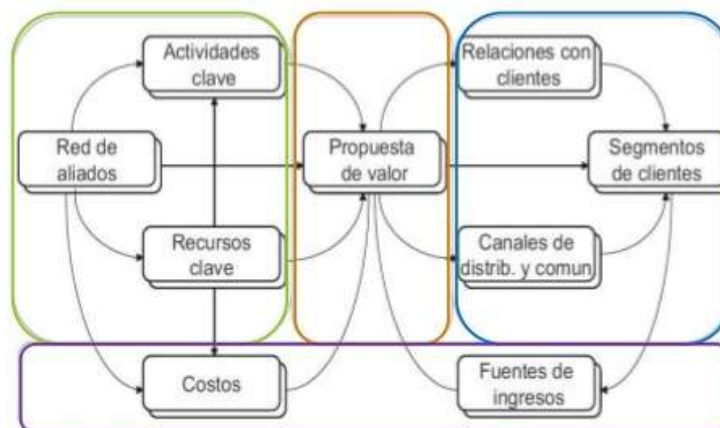 Actividades
clave
Relaciones con
clientes
Red de
aliados
Propuesta
de valor
Segmentos
de clientes
Recursos
clave
Canales de
distrib. y comun
Costos
Fuentes de
ingresos